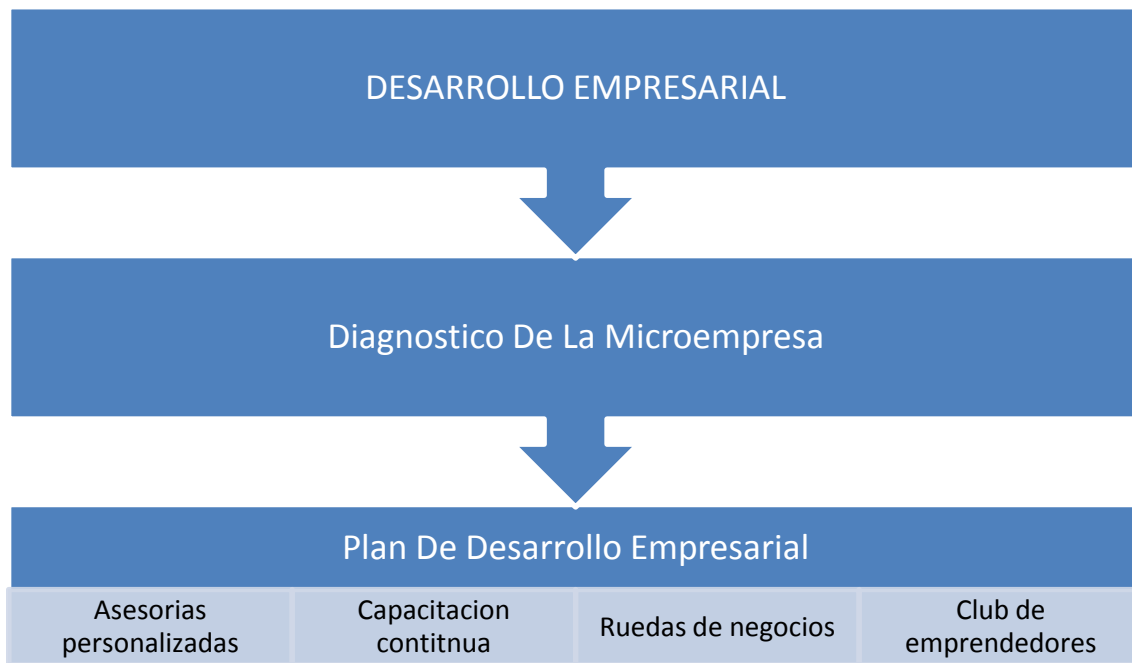 DESARROLLO EMPRESARIAL
Diagnostico De La Microempresa
Plan De Desarrollo Empresarial
Asesorias
personalizadas
Capacitacion
contitnua
Ruedas de negocios
Club de
emprendedores